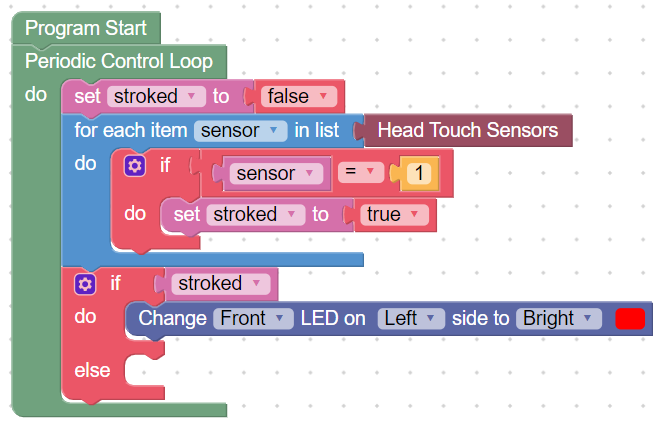 Program Start
Periodic Control Loop
do set stroked to false
for each item sensor in list Head Touch Sensors
do if sensor = 1
do set stroked to true
if stroked
do Change Front LED on Left side to Bright
else